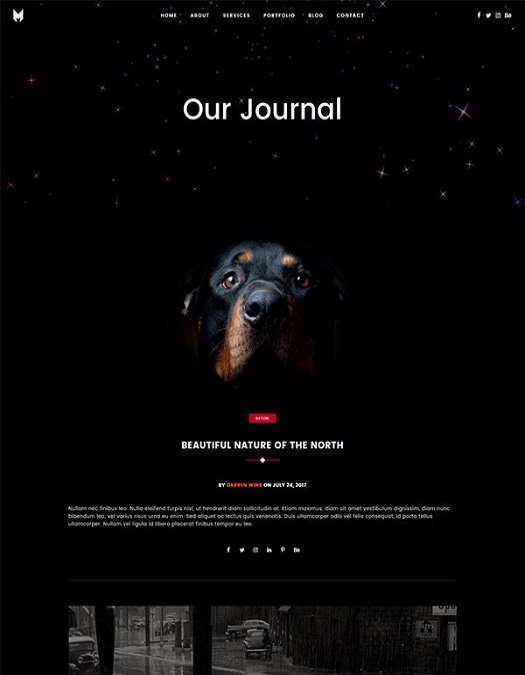 HOME ABOUT SERVICES PORTFOLIO BLOG CONTACT
Our Journal
NATURE
BEAUTIFUL NATURE OF THE NORTH
BY DARREN WINS ON JULY 24, 2017
Nullam nec finibus leo. Nulla eleifend turpis nisl, ut hendrerit diam sollicitudin at. Etiam maximus, diam sit amet vestibulum dignissim, diam nunc
bibendum leo, vel varius risus urna eu enim. Sed aliquet ac lectus quis venenatis. Duis ullamcorper odio vel felis consequat, id porta tellus
ullamcorper. Nullam vel ligula id libero placerat finibus tempor eu leo.